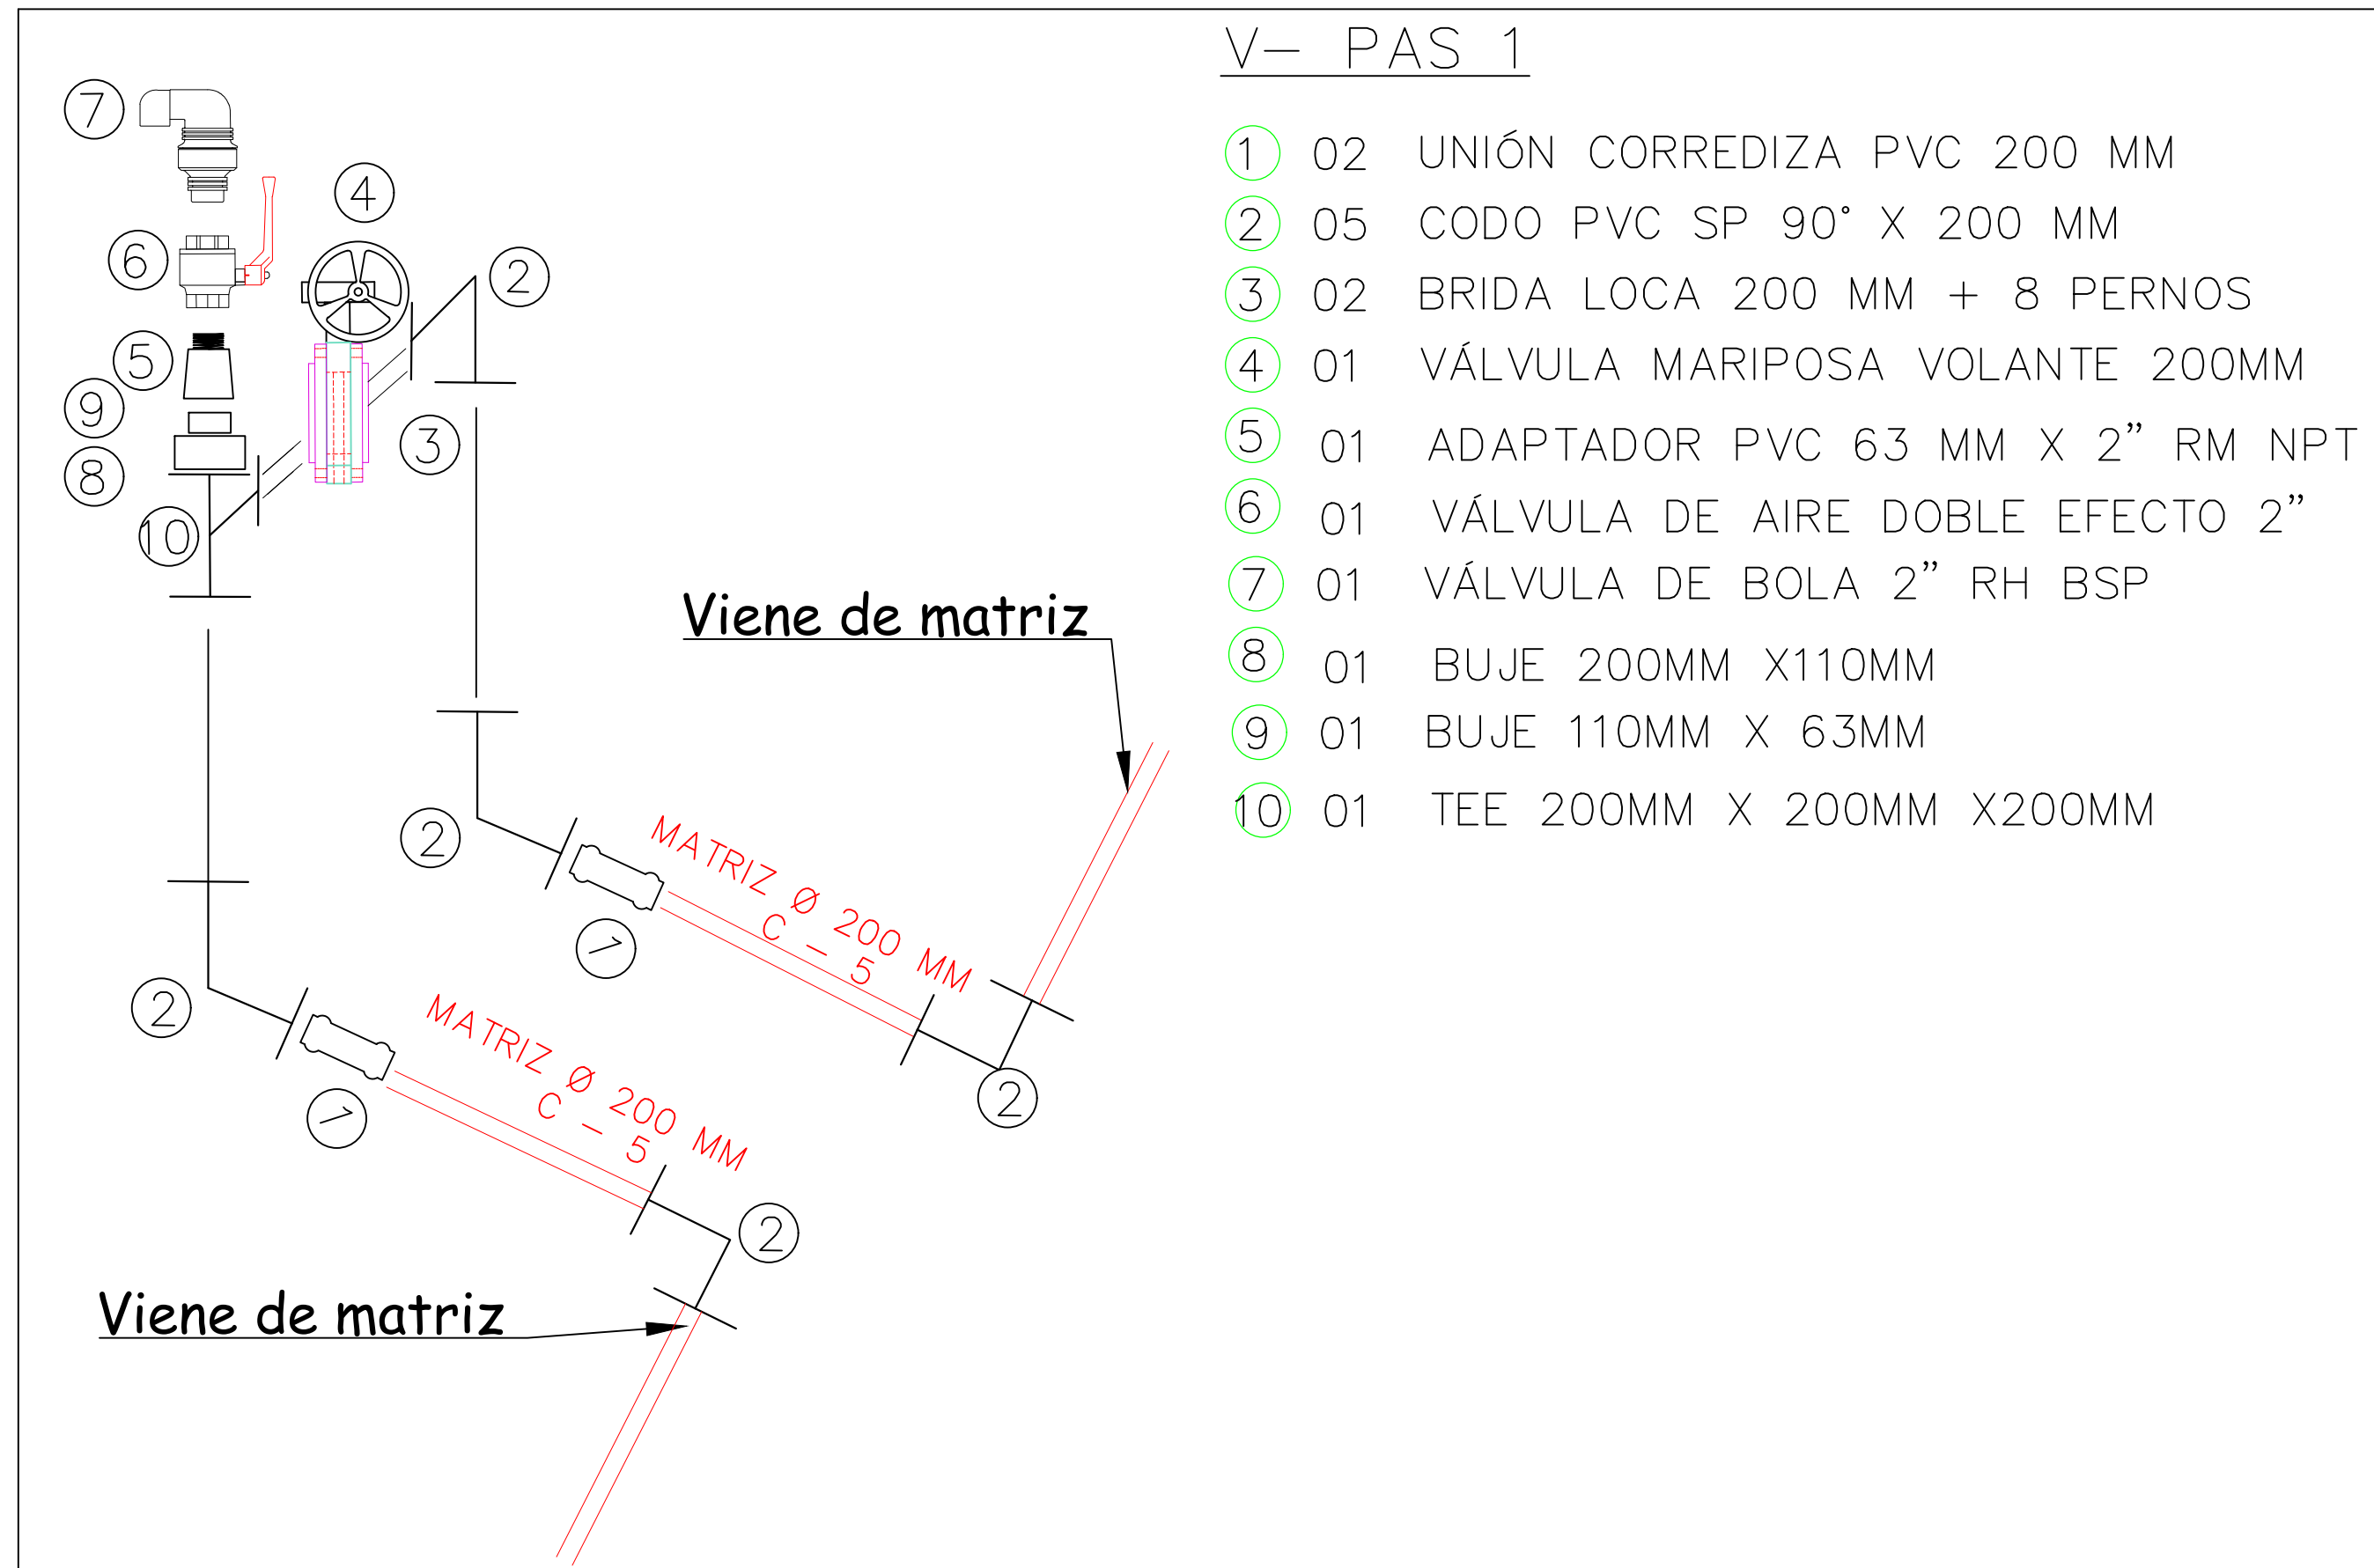 V- PAS 1
1 02 UNIÓN CORREDIZA PVC 200 MM
2 05 CODO PVC SP 90° X 200 MM
3 02 BRIDA LOCA 200 MM + 8 PERNOS
4 01 VÁLVULA MARIPOSA VOLANTE 200MM
5 01 ADAPTADOR PVC 63 MM X 2” RM NPT
6 01 VÁLVULA DE AIRE DOBLE EFECTO 2”
7 01 VÁLVULA DE BOLA 2” RH BSP
8 01 BUJE 200MM X110MM
9 01 BUJE 110MM X 63MM
10 01 TEE 200MM X 200MM X200MM
7
4
6
2
5
9
3
8
10
Viene de matriz
2
MATRIZ Ø 200 MM
C - 5
1
2
MATRIZ Ø 200 MM
C - 5
2
1
2
Viene de matriz